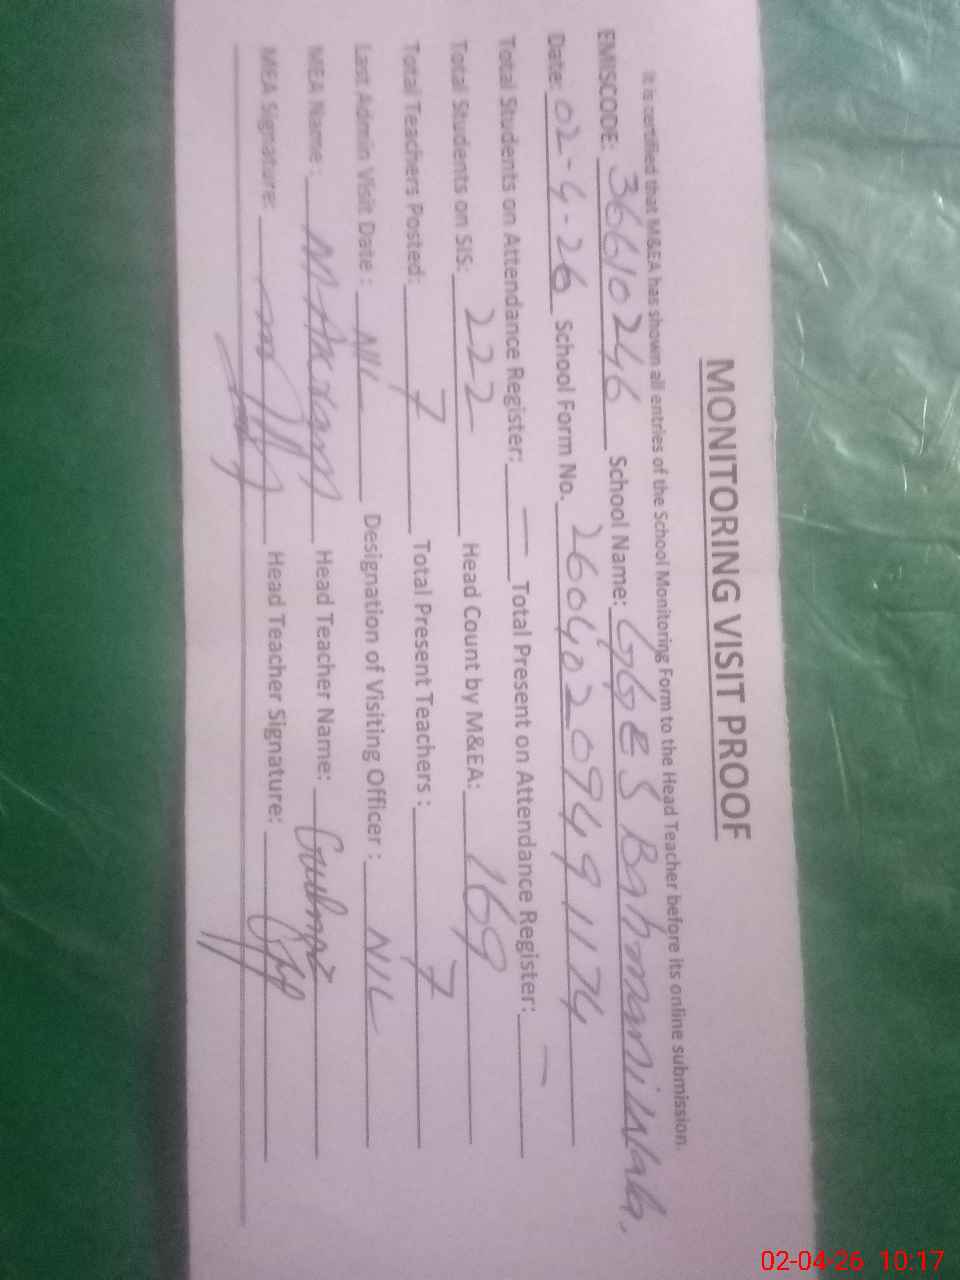 MONITORING VISIT PROOF
It is certified that M&EA has shown all entries of the School Monitoring Form to the Head Teacher before its online submission.
EMISCODE: 36610246 School Name: GGES
Date: 02-4-26 School Form No. 2604020949 1174
Total Students on Attendance Register: — Total Present on Attendance Register: —
Total Students on SIS: 222 Head Count by M&EA: 169
Total Teachers Posted: 7 Total Present Teachers : 7
Last Admin Visit Date : NIL Designation of Visiting Officer : NIL
MEA Name : M Akram Head Teacher Name:
MEA Signature: Head Teacher Signature:
02-04-26 10:17